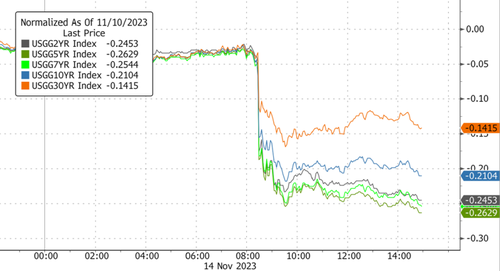 Normalized As Of 11/10/2023
Last Price
USGG2YR Index -0.2453
USGG5YR Index -0.2629
USGG7YR Index -0.2544
USGG10YR Index -0.2104
USGG30YR Index -0.1415
0.00
-0.05
-0.10
-0.1415
-0.2104
-0.2453
-0.2629
-0.30
00:00
04:00
08:00
10:00
12:00
14:00
14 Nov 2023